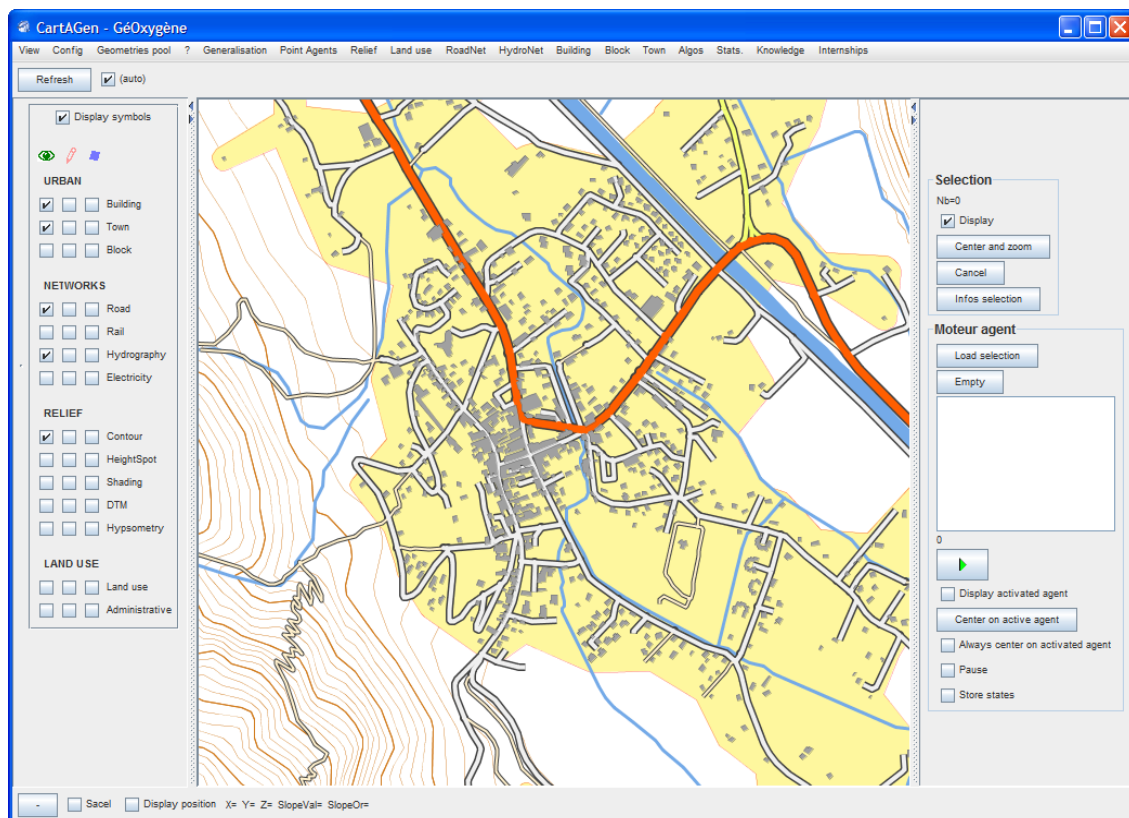 CartAGen - GéOxygène
View Config Geometries pool ? Generalisation Point Agents Relief Land use RoadNet HydroNet Building Block Town Algos Stats. Knowledge Internships
Refresh (auto)
Display symbols
URBAN
Building
Town
Block
NETWORKS
Road
Rail
Hydrography
Electricity
RELIEF
Contour
HeightSpot
Shading
DTM
Hypsometry
LAND USE
Land use
Administrative
Selection
Nb=0
Display
Center and zoom
Cancel
Infos selection
Moteur agent
Load selection
Empty
0
Display activated agent
Center on active agent
Always center on activated agent
Pause
Store states
- Sacel Display position X= Y= Z= SlopeVal= SlopeOr=